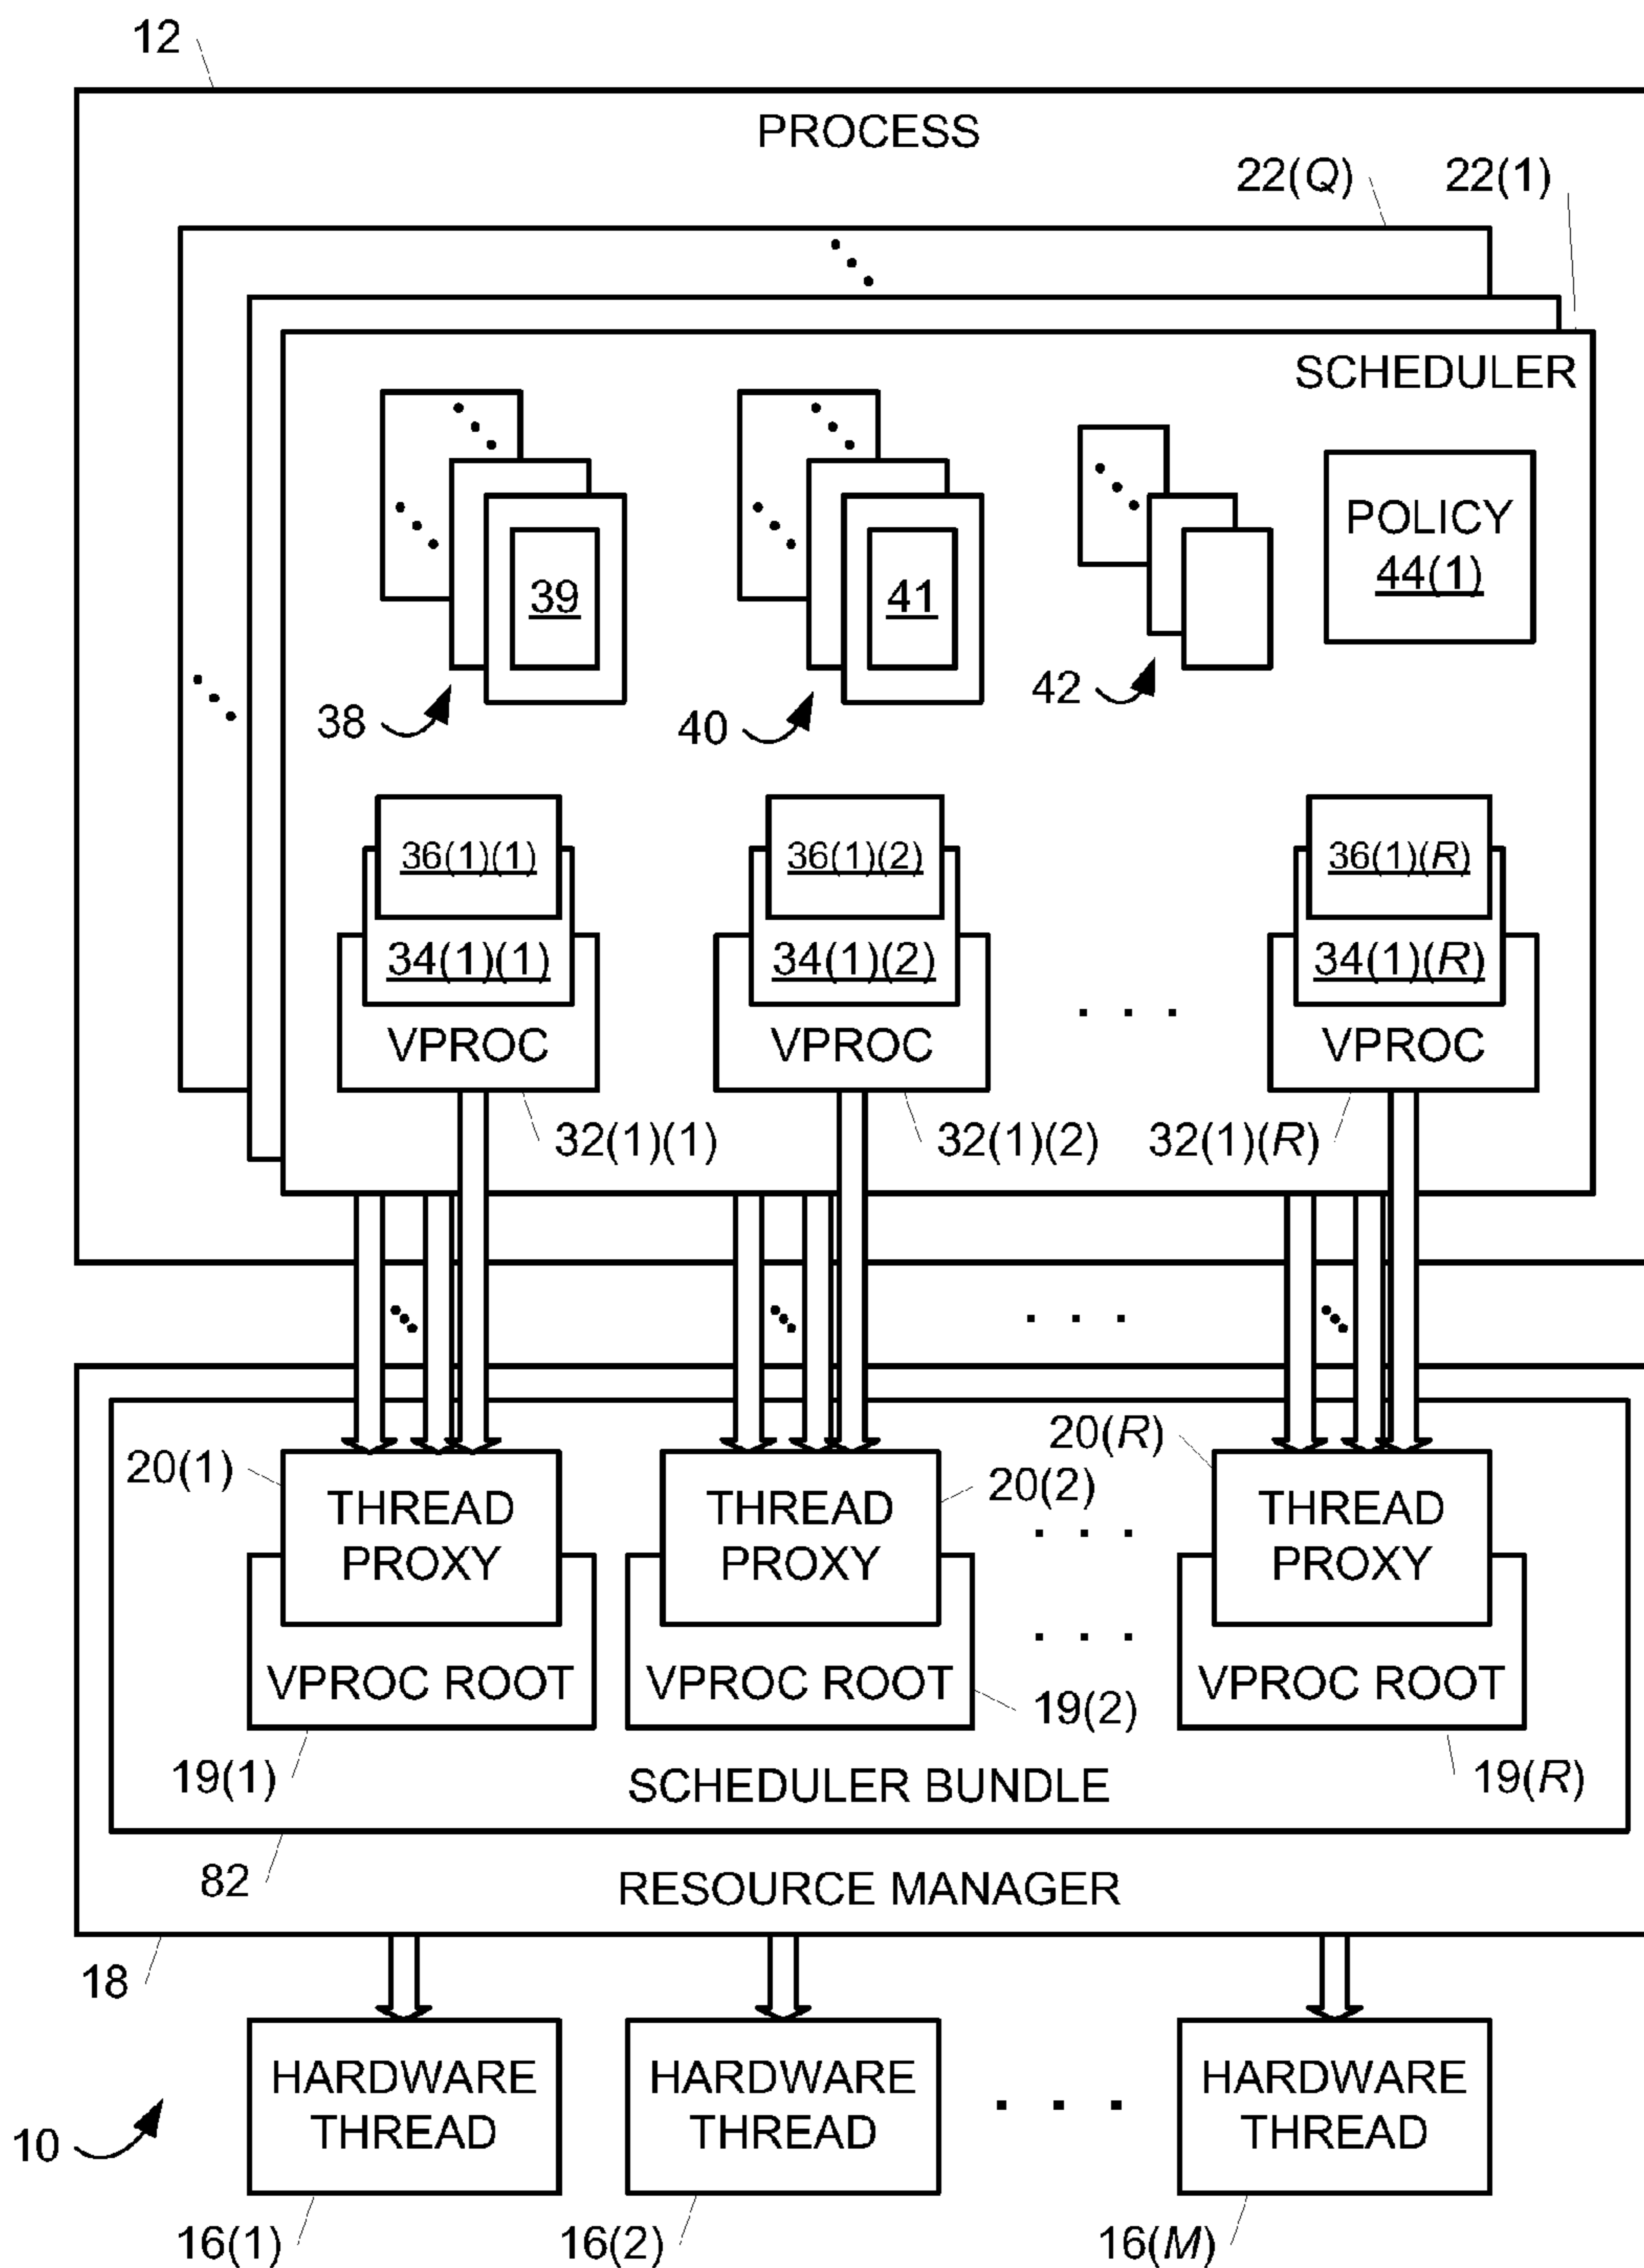 12
PROCESS
22(Q) 22(1)
SCHEDULER
POLICY
44(1)
39 41
38 40 42
36(1)(1) 36(1)(2) 36(1)(R)
34(1)(1) 34(1)(2) 34(1)(R)
VPROC VPROC . . . VPROC
32(1)(1) 32(1)(2) 32(1)(R)
. . .
20(1) 20(2) 20(R)
THREAD PROXY THREAD PROXY . . . THREAD PROXY
VPROC ROOT VPROC ROOT . . . VPROC ROOT
19(1) 19(2) 19(R)
SCHEDULER BUNDLE
82
RESOURCE MANAGER
18
HARDWARE THREAD HARDWARE THREAD . . . HARDWARE THREAD
10
16(1) 16(2) 16(M)